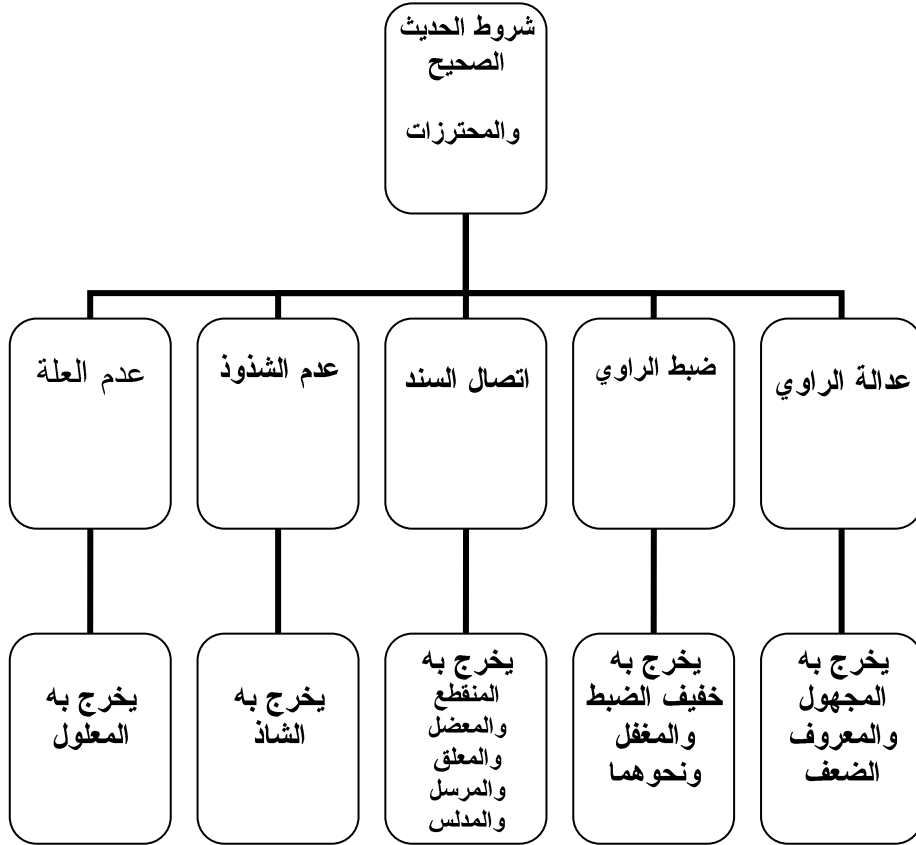 شروط الحديث
الصحيح
والمحترزات
عدالة الراوي
ضبط الراوي
اتصال السند
عدم الشذوذ
عدم العلة
يخرج به
المجهول
والمعروف
الضعف
يخرج به
خفيف الضبط
والمغفل
ونحوهما
يخرج به
المنقطع
والمعضل
والمعلق
والمرسل
والمدلس
يخرج به
الشاذ
يخرج به
المعلول